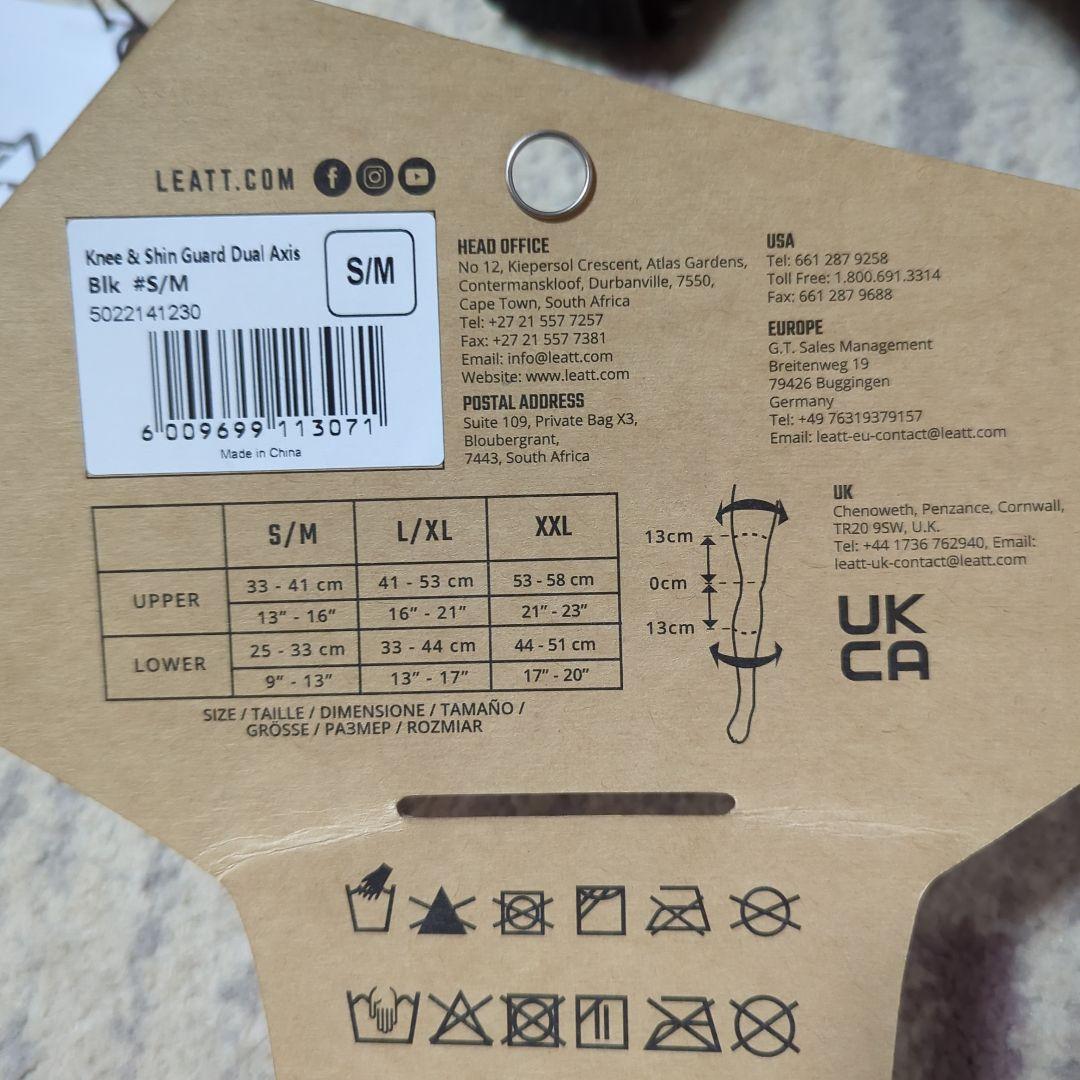 LEATT.COM
Knee & Shin Guard Dual Axis
Blk #S/M
5022141230
S/M
6 009699 113071
Made in China
HEAD OFFICE
No 12, Kiepersol Crescent, Atlas Gardens,
Contermanskloof, Durbanville, 7550,
Cape Town, South Africa
Tel: +27 21 557 7257
Fax: +27 21 557 7381
Email: info@leatt.com
Website: www.leatt.com
POSTAL ADDRESS
Suite 109, Private Bag X3,
Bloubergrant,
7443, South Africa
USA
Tel: 661 287 9258
Toll Free: 1.800.691.3314
Fax: 661 287 9688
EUROPE
G.T. Sales Management
Breitenweg 19
79426 Buggingen
Germany
Tel: +49 76319379157
Email: leatt-eu-contact@leatt.com
UK
Chenoweth, Penzance, Cornwall,
TR20 9SW, U.K.
Tel: +44 1736 762940, Email:
leatt-uk-contact@leatt.com
UK
CA
S/M L/XL XXL
UPPER 33 - 41 cm 41 - 53 cm 53 - 58 cm
13" - 16" 16" - 21" 21" - 23"
LOWER 25 - 33 cm 33 - 44 cm 44 - 51 cm
9" - 13" 13" - 17" 17" - 20"
SIZE / TAILLE / DIMENSIONE / TAMAÑO /
GRÖSSE / РАЗМЕР / ROZMIAR
13cm
0cm
13cm